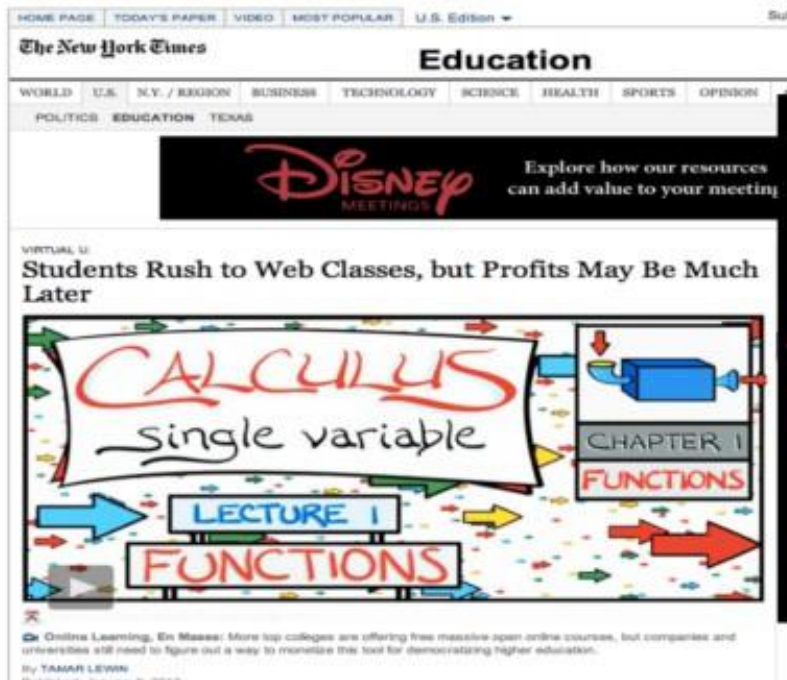 HOME PAGE TODAY'S PAPER VIDEO MOST POPULAR U.S. Edition
The New York Times
Education
WORLD U.S. N.Y. / REGION BUSINESS TECHNOLOGY SCIENCE HEALTH SPORTS OPINION
POLITICS EDUCATION TEXAS
DISNEY
MEETINGS
Explore how our resources
can add value to your meeting
VIRTUAL U.
Students Rush to Web Classes, but Profits May Be Much
Later
CALCULUS
single variable
CHAPTER 1
FUNCTIONS
LECTURE 1
FUNCTIONS
Online Learning, En Masse: More top colleges are offering free massive open online courses, but companies and
universities still need to figure out a way to monetize this tool for democratizing higher education.
By TAMAR LEWIN